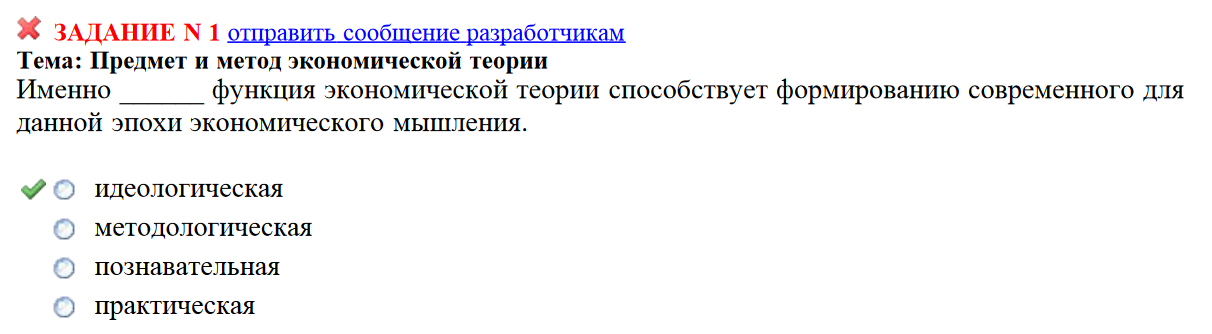 ЗАДАНИЕ N 1 отправить сообщение разработчикам
Тема: Предмет и метод экономической теории
Именно ______ функция экономической теории способствует формированию современного для
данной эпохи экономического мышления.
идеологическая
методологическая
познавательная
практическая